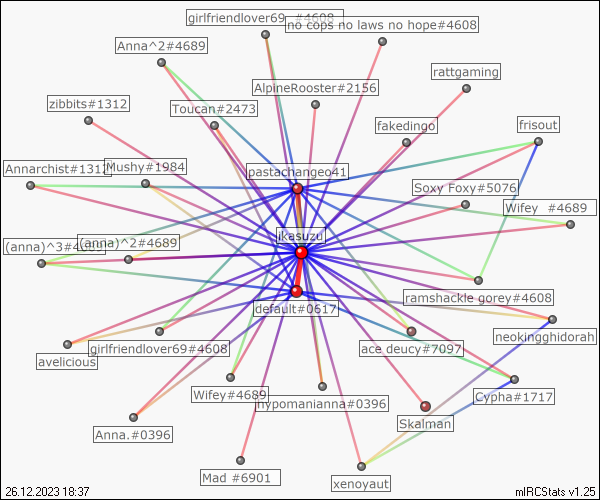 girlfriendlover69 #4608
no cops no laws no hope#4608
Anna^2#4689
rattgaming
AlpineRooster#2156
zibbits#1312
Toucan#2473
fakedingo
frisout
Annarchist#1312
Mushy#1984
pastachangeo41
Soxy Foxy#5076
Wifey #4689
ikasuzu
(anna)^3#4689
(anna)^2#4689
ramshackle gorey#4608
default#0617
neokingghidorah
avelicious
girlfriendlover69#4608
ace deucy#7097
Wifey#4689
hypomanianna#0396
Cypha#1717
Skalman
Anna.#0396
Mad #6901
xenoyaut
26.12.2023 18:37
mIRCStats v1.25